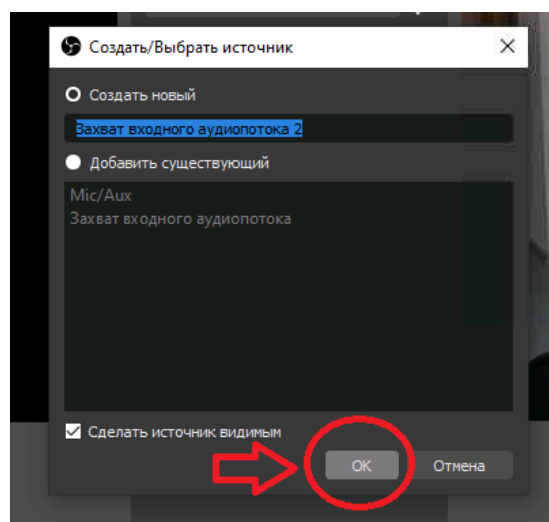 Создать/Выбрать источник
Создать новый
Захват входного аудиопотока 2
Добавить существующий
Mic/Aux
Захват входного аудиопотока
Сделать источник видимым
OK
Отмена